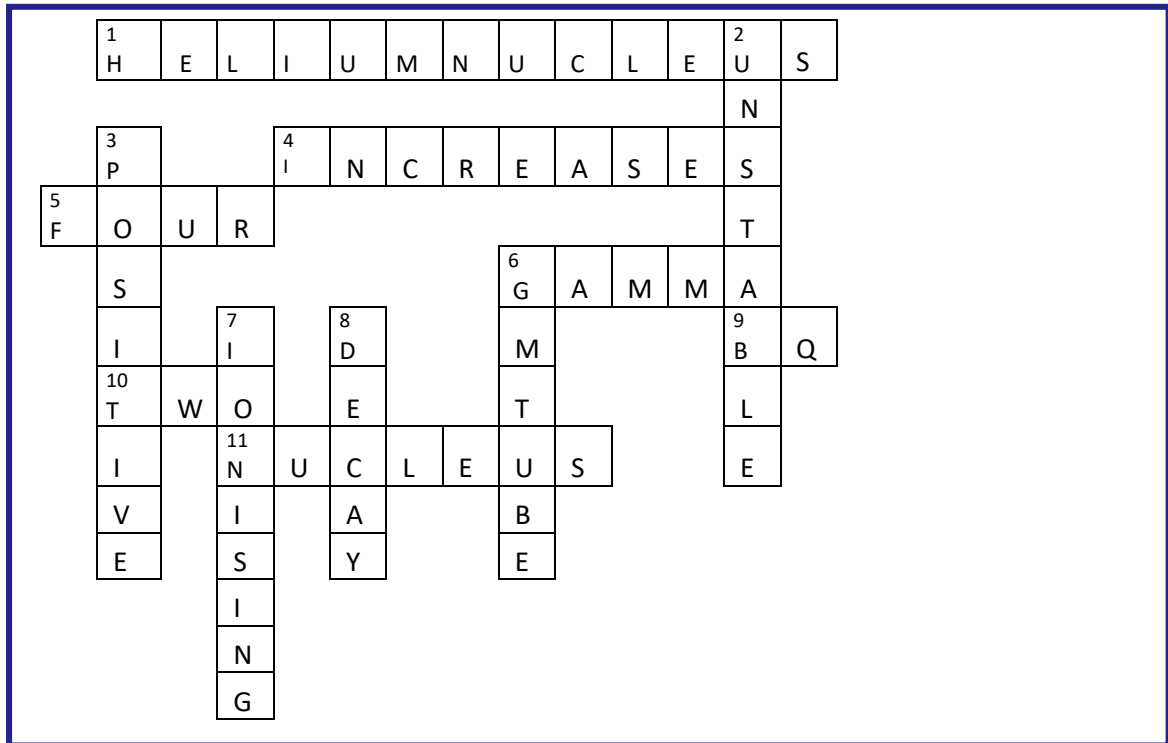 1 2
H E L I U M N U C L E U S
N
3 4
P I N C R E A S E S
5
F O U R T
6
S G A M M A
7 8 9
I I D M B Q
10
T W O E T L
11
I N U C L E U S E
V I A B
E S Y E
I
N
G